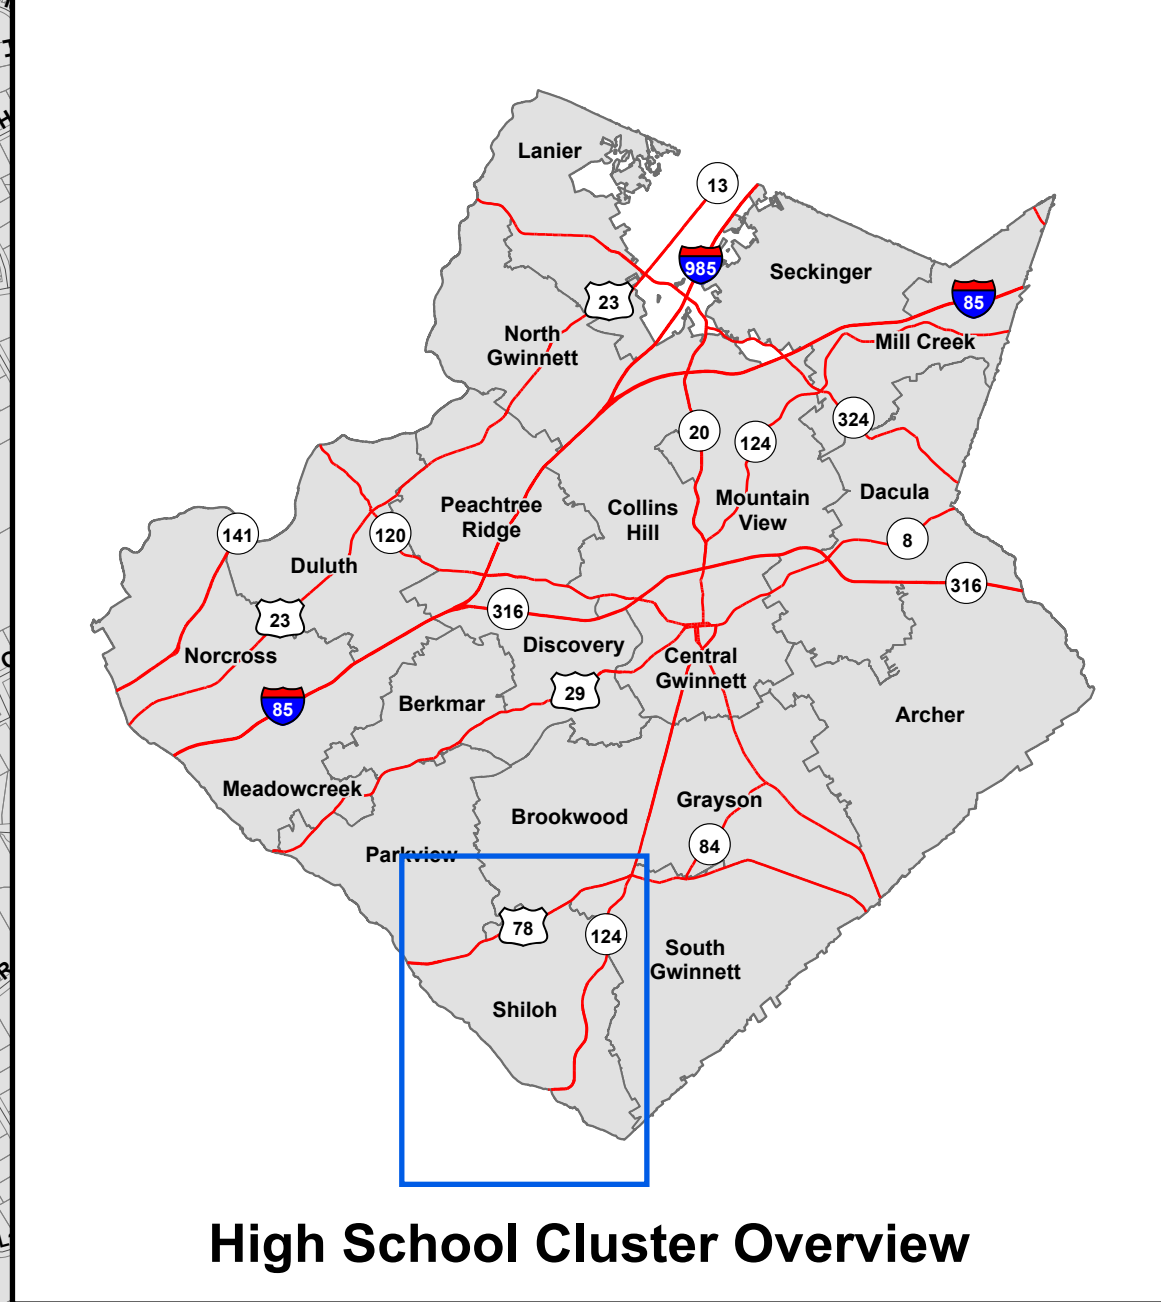 Lanier
13
985
Seckinger
85
23
North
Gwinnett
Mill Creek
324
20
124
Peachtree
Ridge
Collins
Hill
Mountain
View
Dacula
141
120
8
Duluth
316
316
23
Discovery
Norcross
Central
Gwinnett
29
85
Berkmar
Archer
Meadowcreek
Brookwood
Grayson
84
Parkview
78
124
South
Gwinnett
Shiloh
High School Cluster Overview